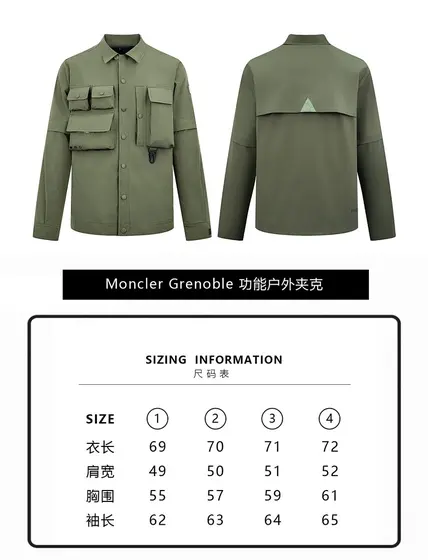 Moncler Grenoble 功能户外夹克
SIZING INFORMATION
尺码表
SIZE 1 2 3 4
衣长 69 70 71 72
肩宽 49 50 51 52
胸围 55 57 59 61
袖长 62 63 64 65